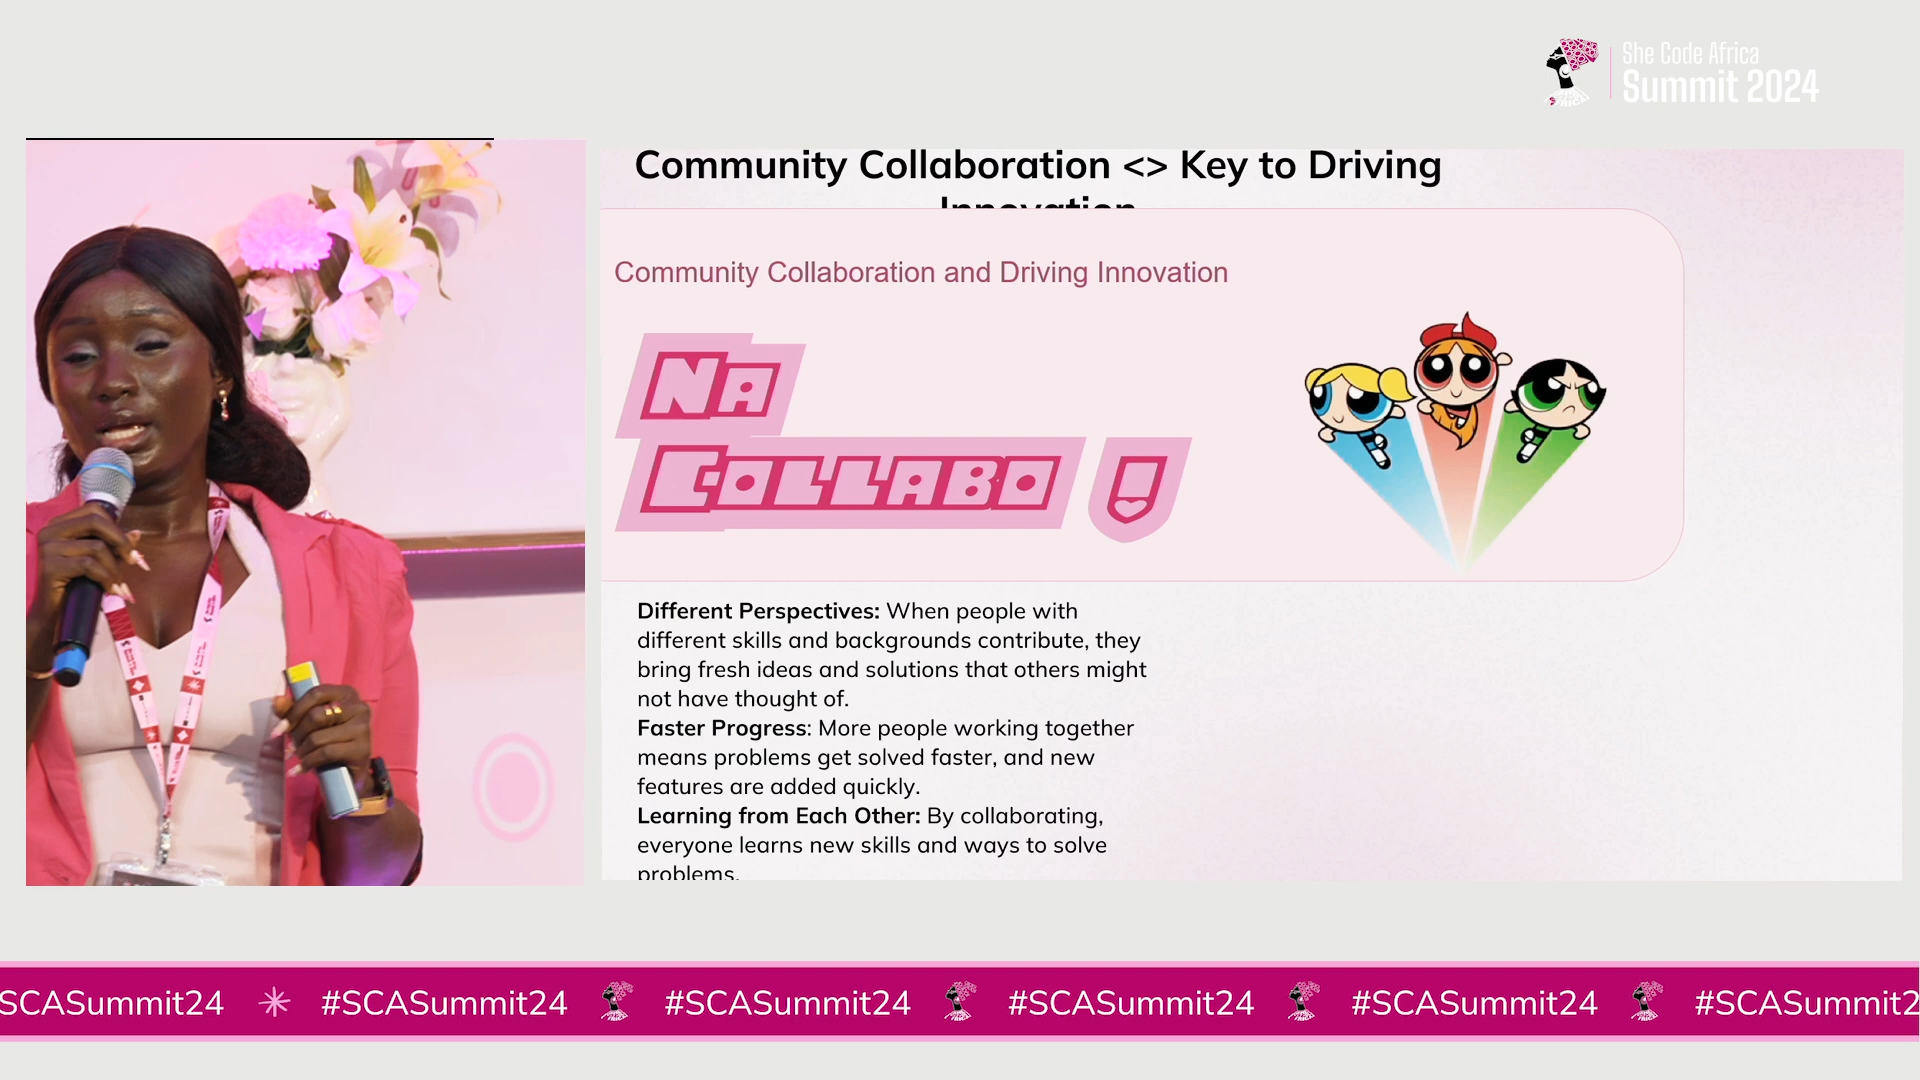 She Code Africa
Summit 2024
Community Collaboration <> Key to Driving
Innovation
Community Collaboration and Driving Innovation
NA
COLLABO !
Different Perspectives: When people with
different skills and backgrounds contribute, they
bring fresh ideas and solutions that others might
not have thought of.
Faster Progress: More people working together
means problems get solved faster, and new
features are added quickly.
Learning from Each Other: By collaborating,
everyone learns new skills and ways to solve
problems.
SCASummit24 #SCASummit24 #SCASummit24 #SCASummit24 #SCASummit24 #SCASummit2